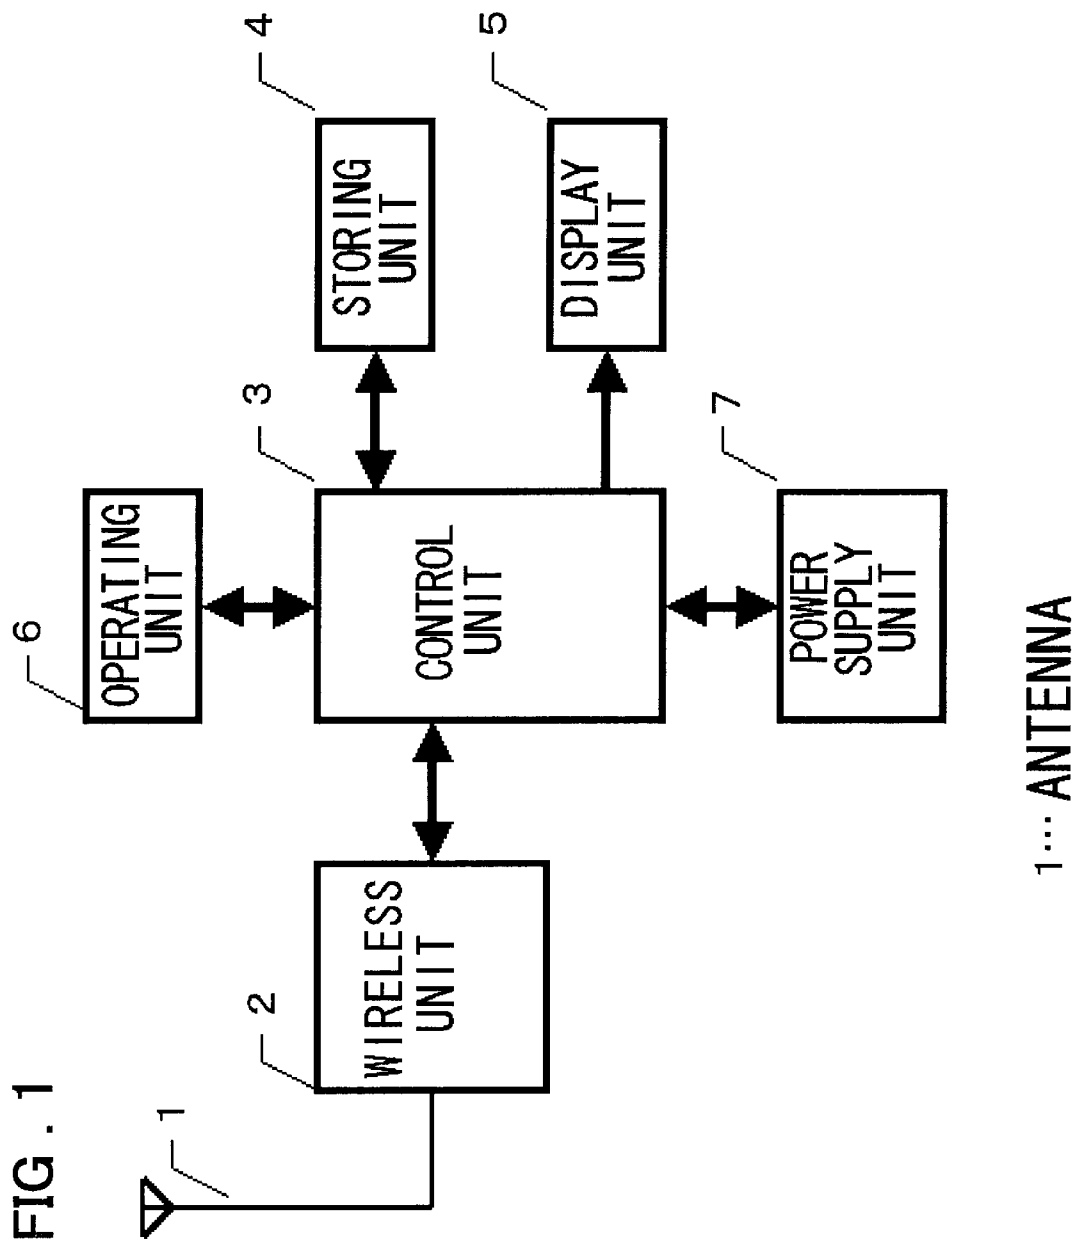 FIG. 1
6
OPERATING
UNIT
1
2
WIRELESS
UNIT
3
CONTROL
UNIT
4
STORING
UNIT
5
DISPLAY
UNIT
7
POWER
SUPPLY
UNIT
1··· ANTENNA